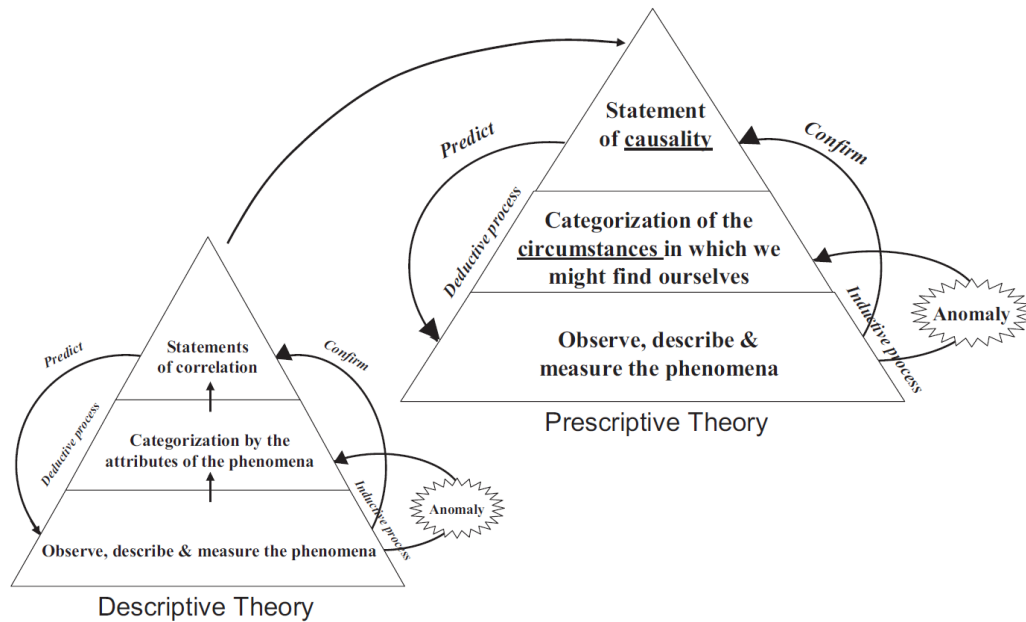 Statement
of causality
Predict
Confirm
Deductive process
Categorization of the
circumstances in which we
might find ourselves
Inductive process
Anomaly
Observe, describe &
measure the phenomena
Prescriptive Theory
Statements
of correlation
Predict
Confirm
Deductive process
Categorization by the
attributes of the phenomena
Inductive process
Anomaly
Observe, describe & measure the phenomena
Descriptive Theory